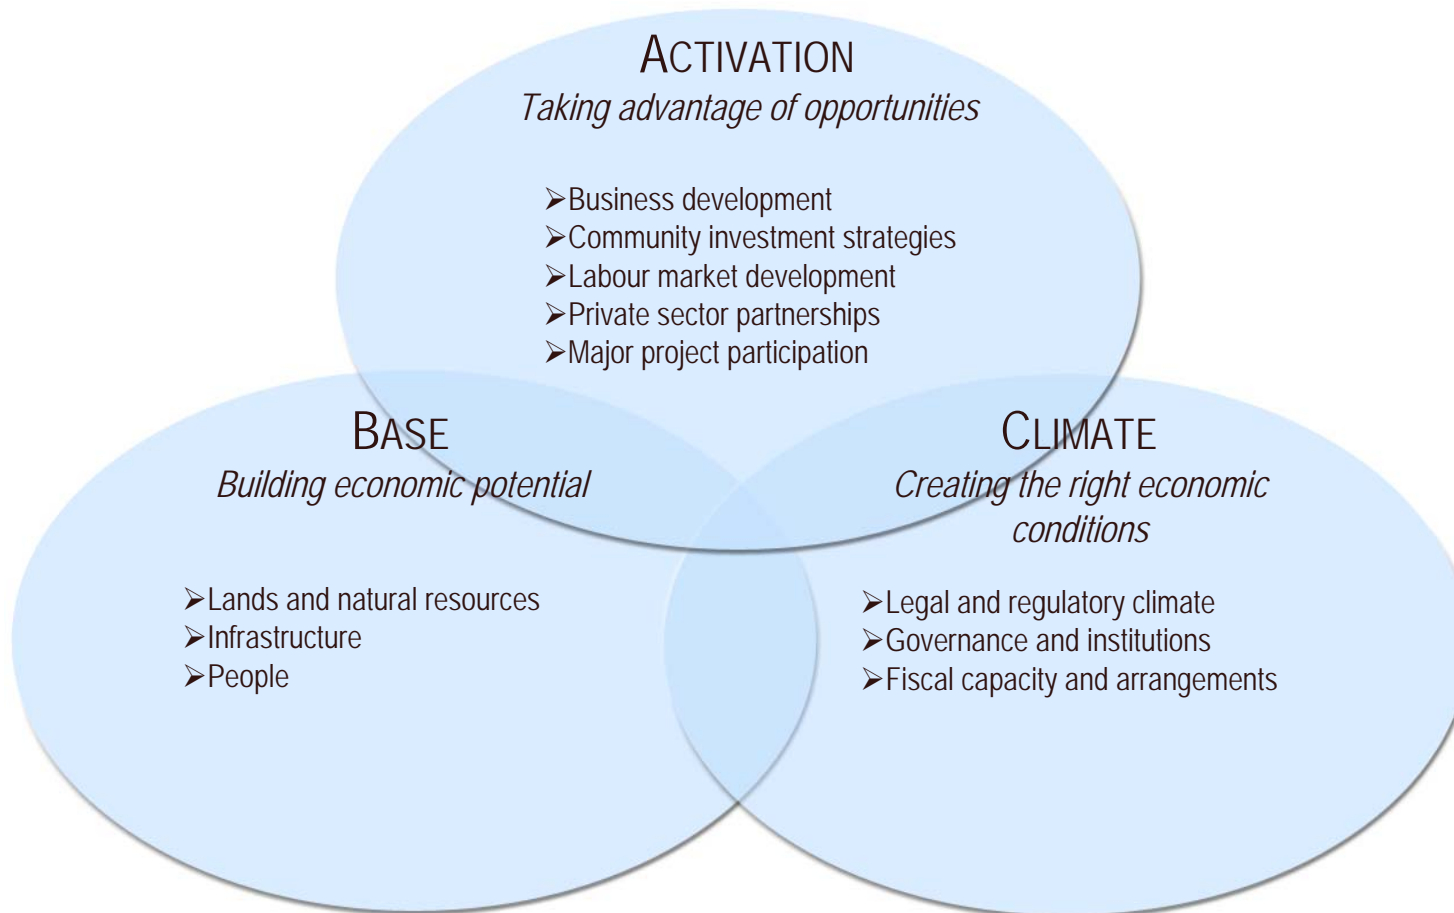 ACTIVATION
Taking advantage of opportunities
➢Business development
➢Community investment strategies
➢Labour market development
➢Private sector partnerships
➢Major project participation
BASE
Building economic potential
➢Lands and natural resources
➢Infrastructure
➢People
CLIMATE
Creating the right economic
conditions
➢Legal and regulatory climate
➢Governance and institutions
➢Fiscal capacity and arrangements